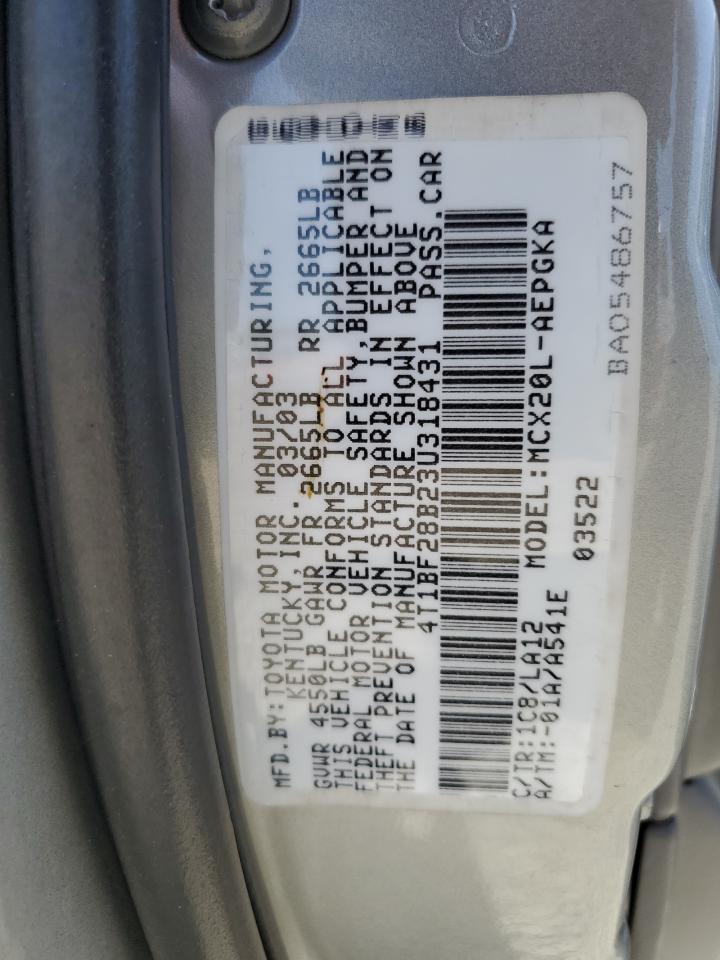 MFD.BY:TOYOTA MOTOR MANUFACTURING,
KENTUCKY, INC. 03/03
GVWR 4550LB GAWR FR 2665LB RR 2665LB
THIS VEHICLE CONFORMS TO ALL APPLICABLE
FEDERAL MOTOR VEHICLE SAFETY,BUMPER AND
THEFT PREVENTION STANDARDS IN EFFECT ON
THE DATE OF MANUFACTURE SHOWN ABOVE
4T1BF28B23U318431 PASS.CAR
C/TR:1C8/LA12 MODEL:MCX20L-AEPGKA
A/TM:-01A/A541E 03522
BA05486757